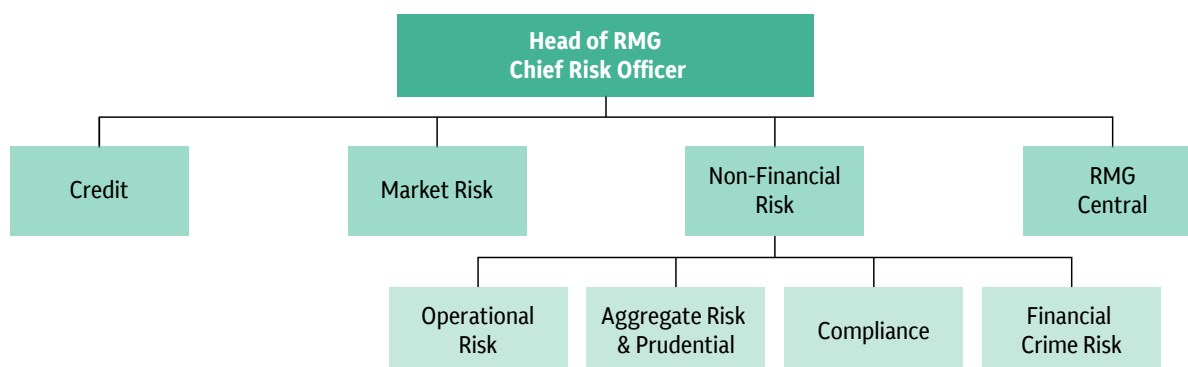 Head of RMG
Chief Risk Officer
Credit
Market Risk
Non-Financial
Risk
RMG
Central
Operational
Risk
Aggregate Risk
& Prudential
Compliance
Financial
Crime Risk